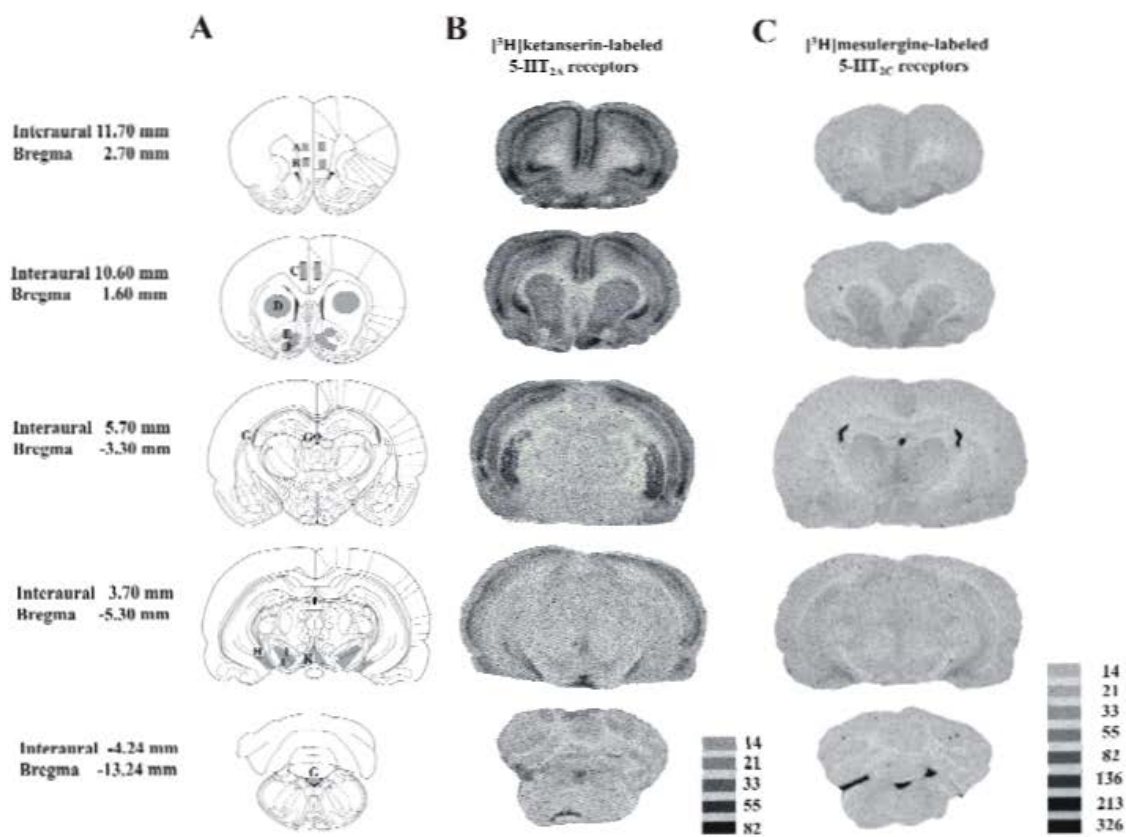 A
B
C
|³H|ketanserin-labeled
5-HT₂A receptors
|³H|mesulergine-labeled
5-HT₂C receptors
Interaural 11.70 mm
Bregma 2.70 mm
A
B
Interaural 10.60 mm
Bregma 1.60 mm
C
D
E
F
Interaural 5.70 mm
Bregma -3.30 mm
G
G
Interaural 3.70 mm
Bregma -5.30 mm
H
I
K
Interaural -4.24 mm
Bregma -13.24 mm
G
14
21
33
55
82
14
21
33
55
82
136
213
326